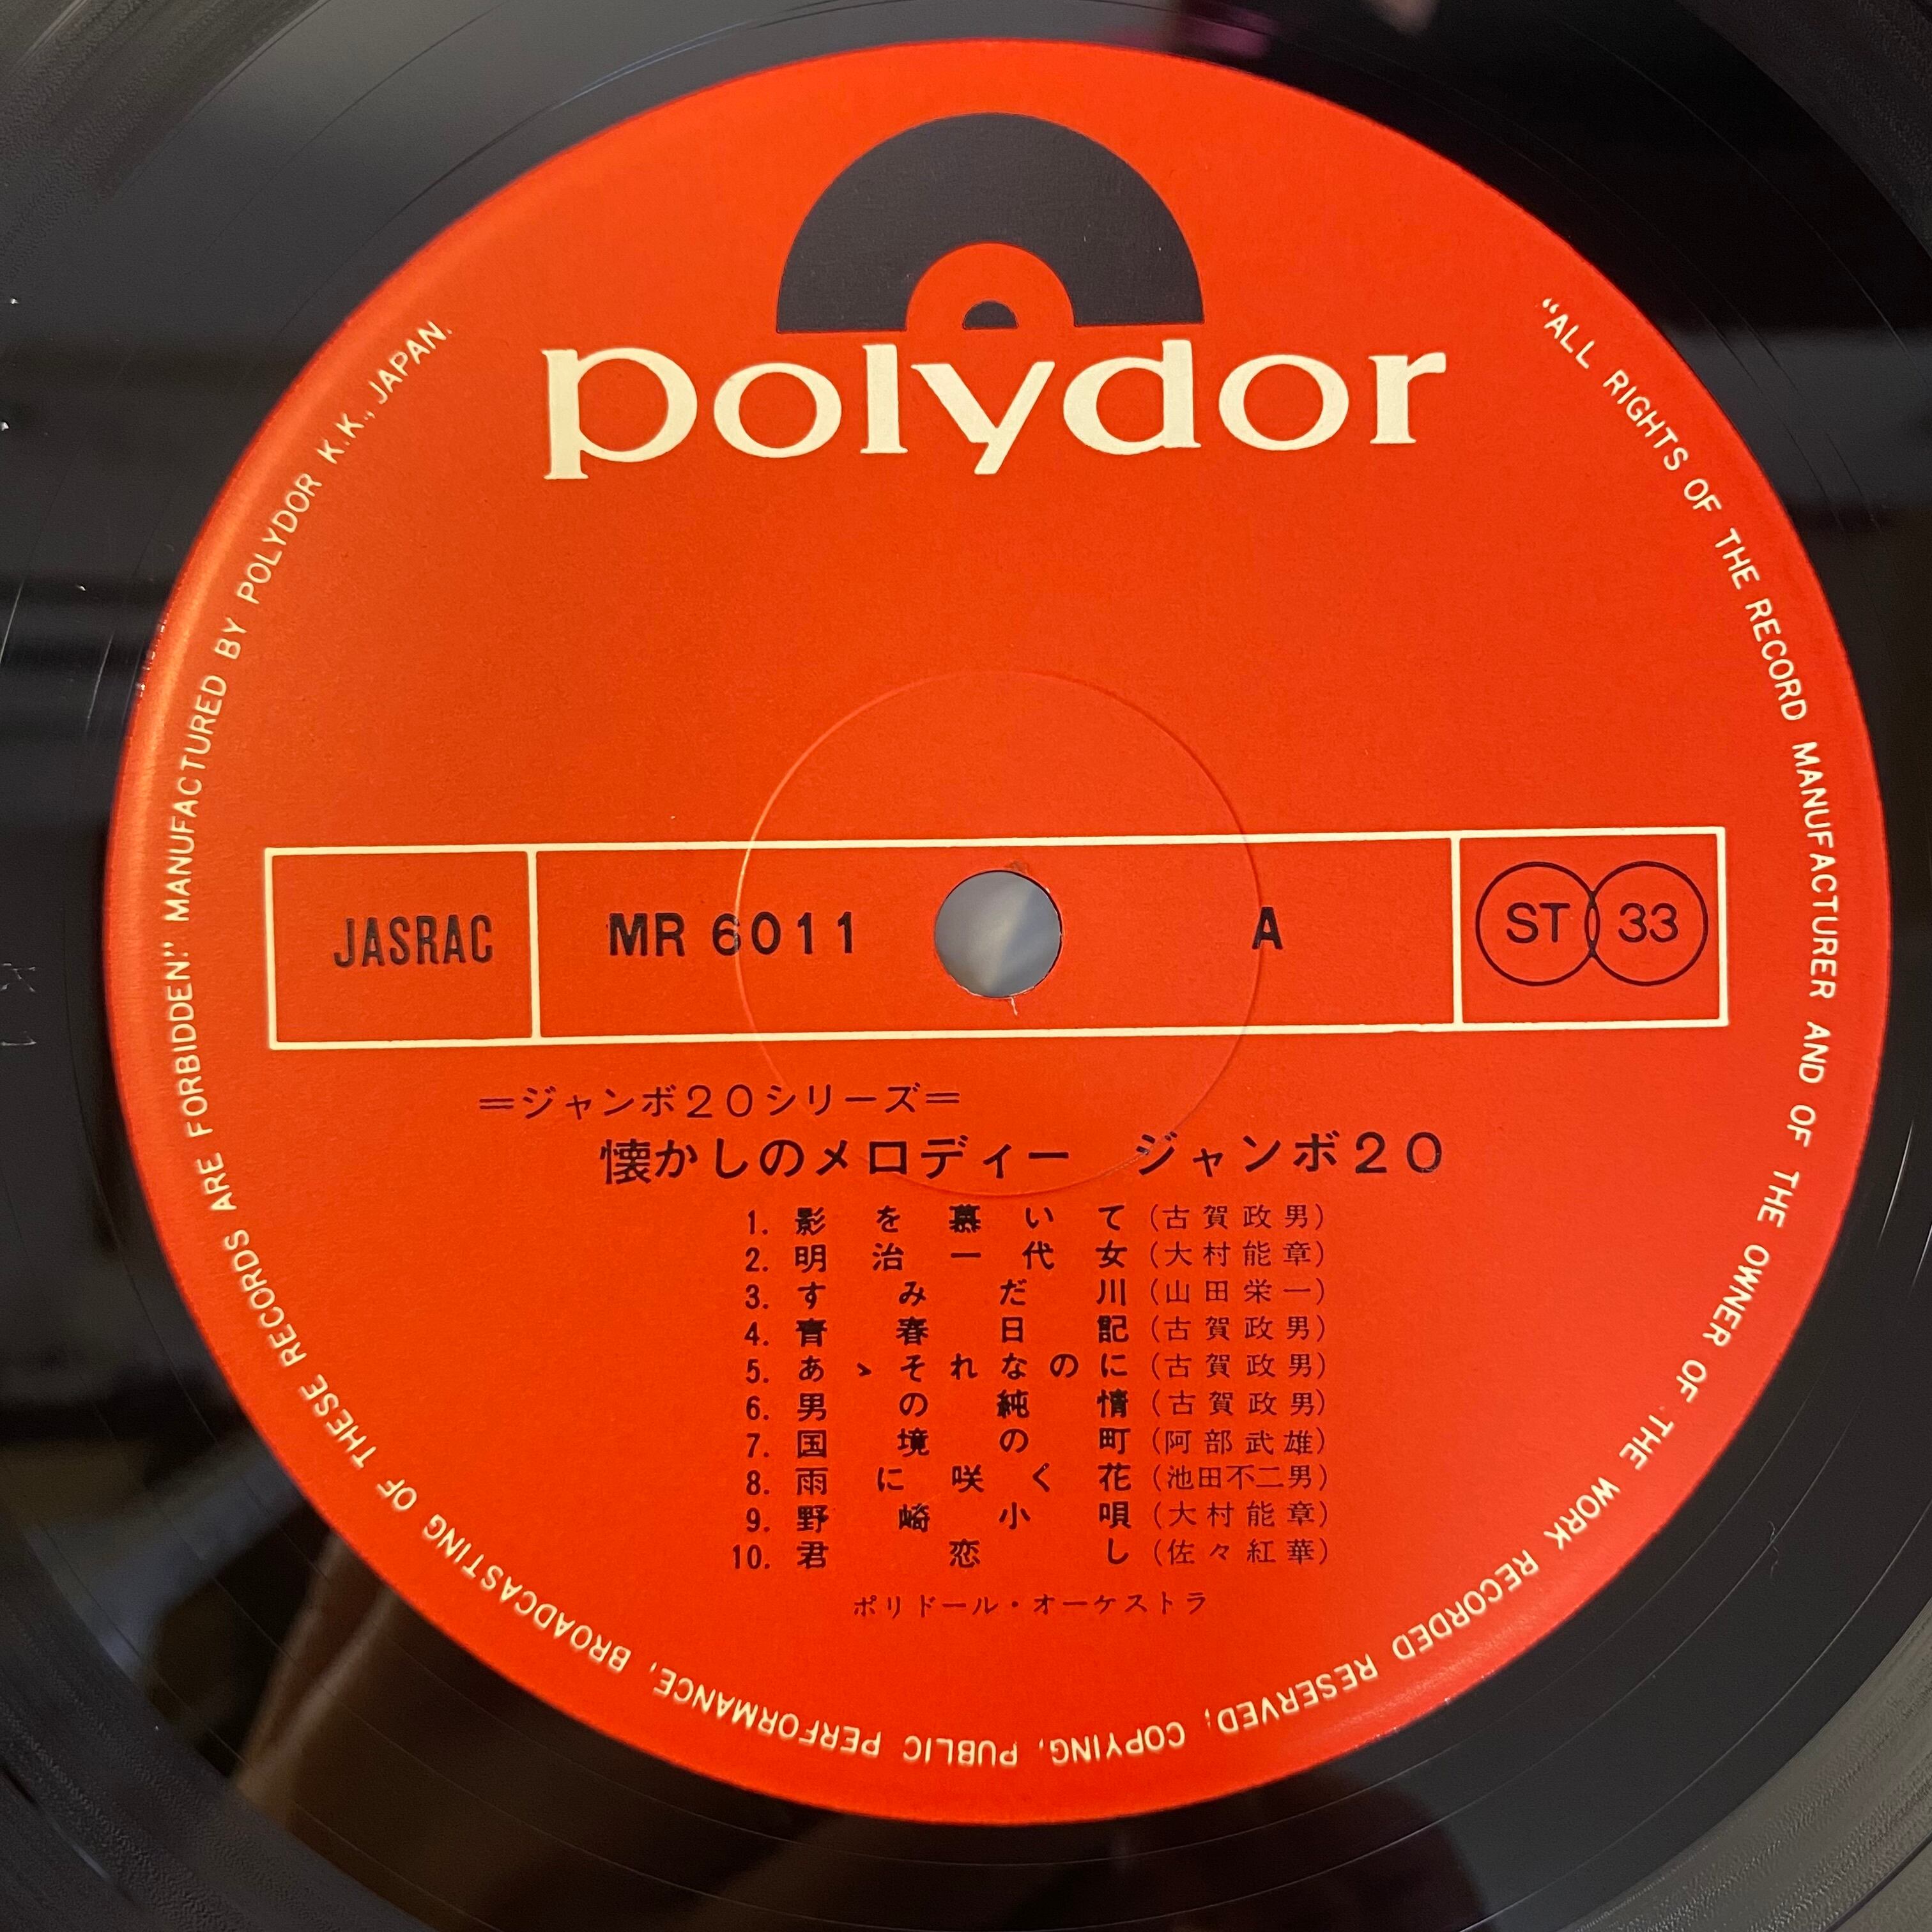 polydor
JASRAC
MR 6011
A
ST 33
=ジャンボ20シリーズ=
懐かしのメロディー ジャンボ20
1. 影を慕いて (古賀政男)
2. 明治一代女 (大村能章)
3. すみだ川 (山田栄一)
4. 青春日記 (古賀政男)
5. あゝそれなのに (古賀政男)
6. 男の純情 (古賀政男)
7. 国境の町 (阿部武雄)
8. 雨に咲く花 (池田不二男)
9. 野崎小唄 (大村能章)
10. 君恋し (佐々紅華)
ポリドール・オーケストラ
"ALL RIGHTS OF THE RECORD MANUFACTURER AND OF THE OWNER OF THE WORK RECORDED RESERVED; COPYING, PUBLIC PERFORMANCE, BROADCASTING OF THESE RECORDS ARE FORBIDDEN." MANUFACTURED BY POLYDOR K.K., JAPAN.